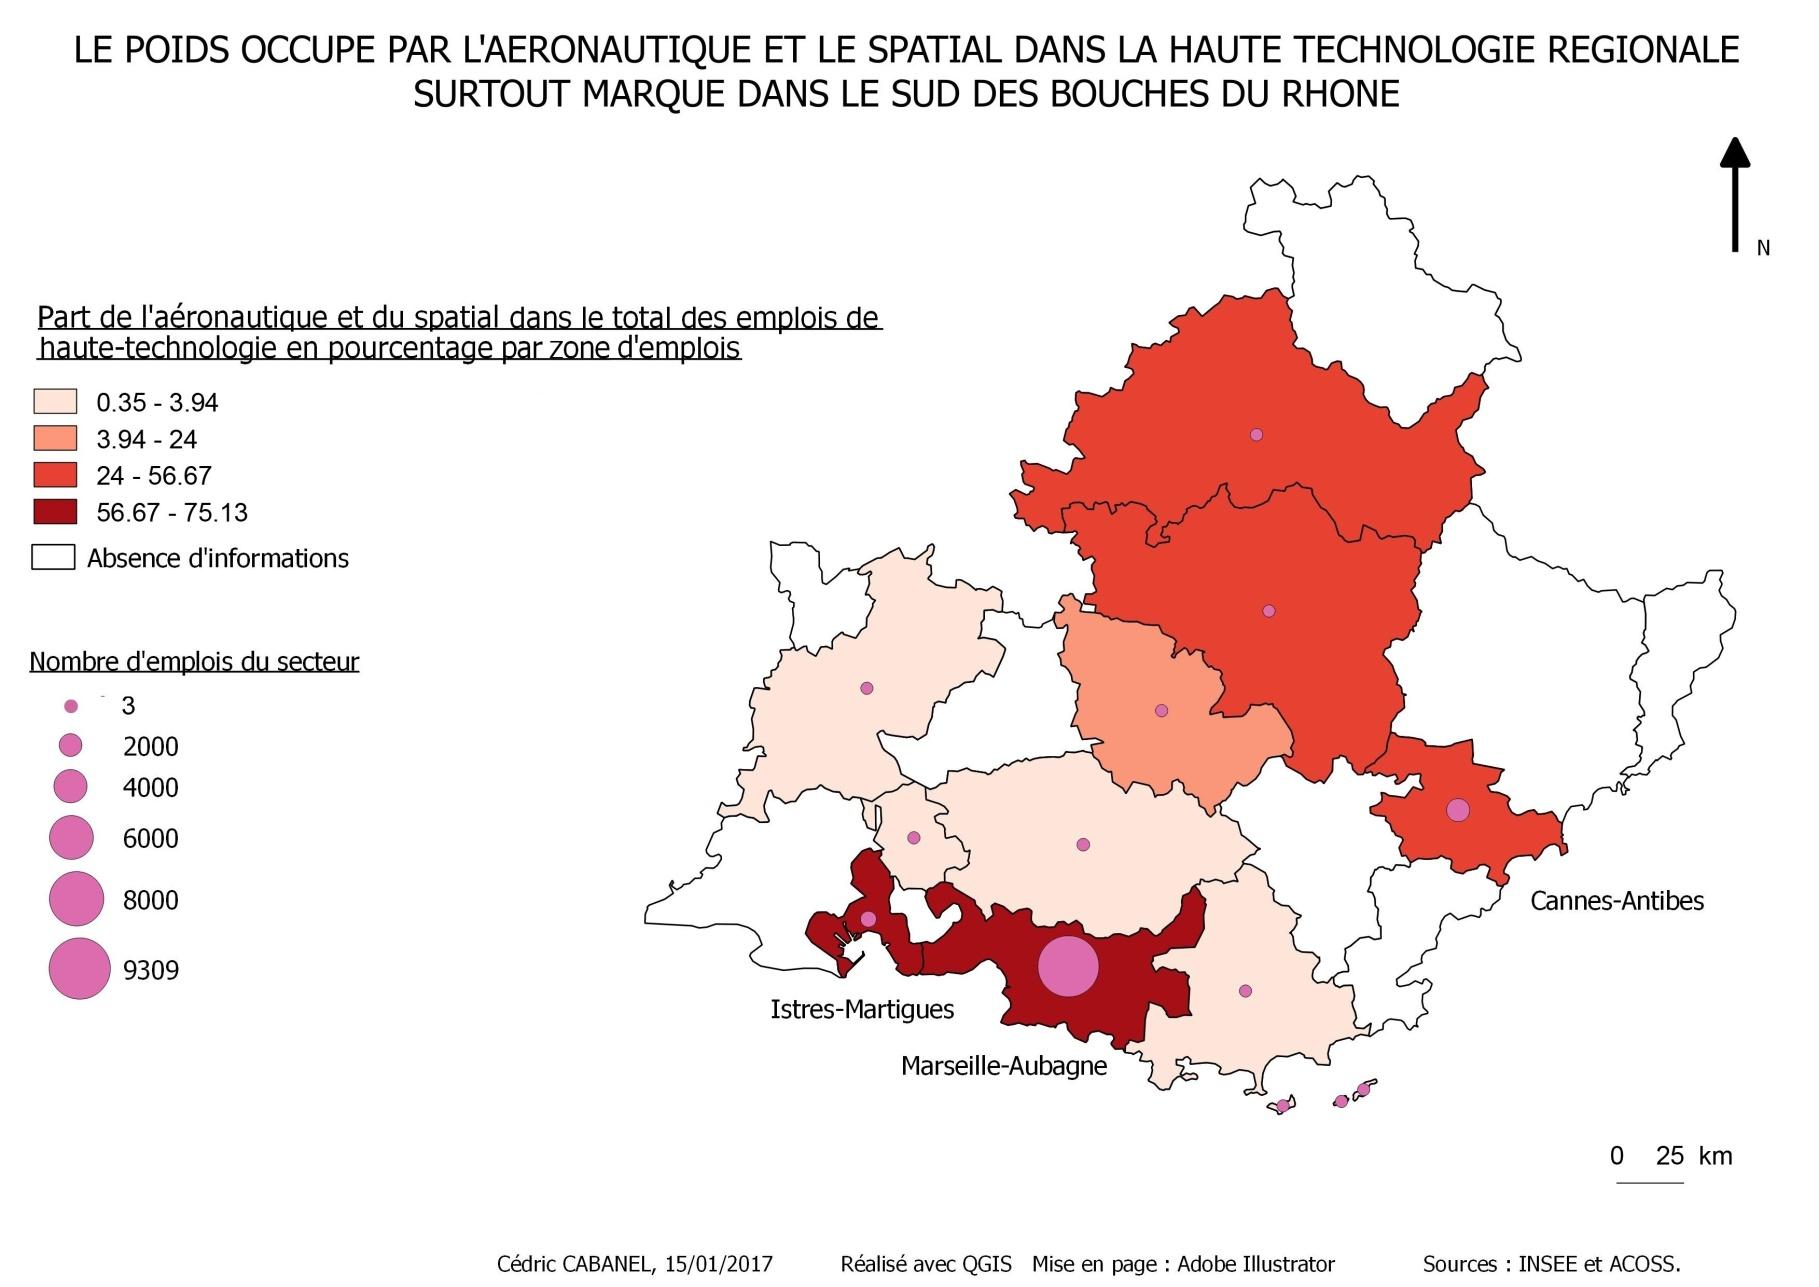 LE POIDS OCCUPE PAR L'AERONAUTIQUE ET LE SPATIAL DANS LA HAUTE TECHNOLOGIE REGIONALE
SURTOUT MARQUE DANS LE SUD DES BOUCHES DU RHONE
N
Part de l'aéronautique et du spatial dans le total des emplois de
haute-technologie en pourcentage par zone d'emplois
0.35 - 3.94
3.94 - 24
24 - 56.67
56.67 - 75.13
Absence d'informations
Nombre d'emplois du secteur
3
2000
4000
6000
8000
9309
Cannes-Antibes
Istres-Martigues
Marseille-Aubagne
0 25 km
Cédric CABANEL, 15/01/2017 Réalisé avec QGIS Mise en page : Adobe Illustrator Sources : INSEE et ACOSS.